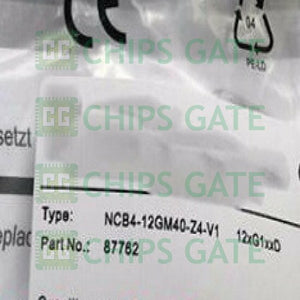 04
PE-LD
CHIPS GATE
CHIPS GATE
setzt
CHIPS GATE
Type: NCB4-12GM40-Z4-V1 12xG1xxD
eplac
Part No.: 87762
CHIPS GATE